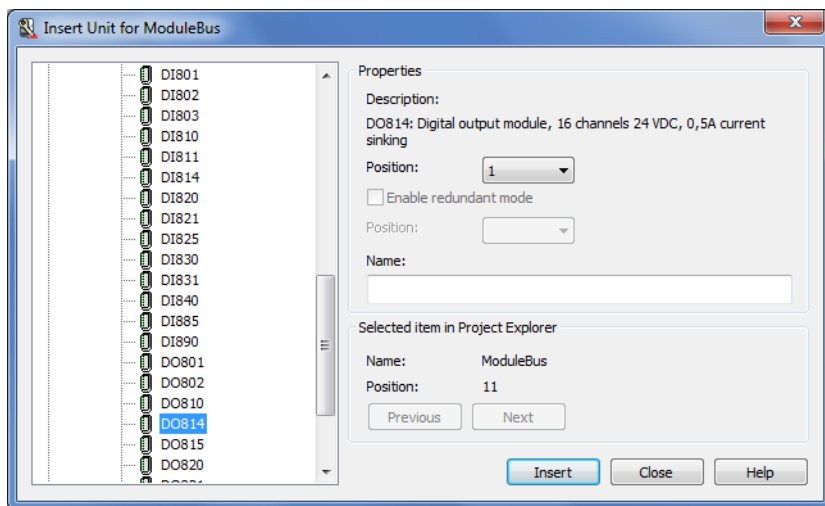 Insert Unit for ModuleBus
DI801
DI802
DI803
DI810
DI811
DI814
DI820
DI821
DI825
DI830
DI831
DI840
DI885
DI890
DO801
DO802
DO810
DO814
DO815
DO820
Properties
Description:
DO814: Digital output module, 16 channels 24 VDC, 0,5A current
sinking
Position: 1
Enable redundant mode
Position:
Name:
Selected item in Project Explorer
Name: ModuleBus
Position: 11
Previous Next
Insert Close Help